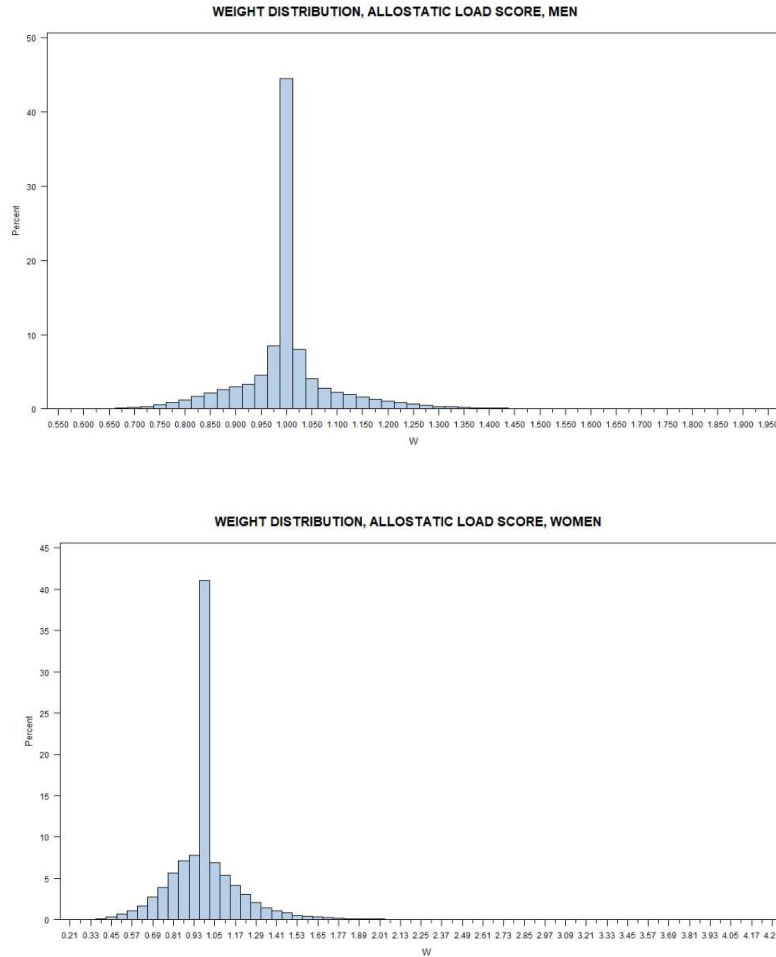 WEIGHT DISTRIBUTION, ALLOSTATIC LOAD SCORE, MEN
50
40
30
20
10
0
Percent
0.550 0.600 0.650 0.700 0.750 0.800 0.850 0.900 0.950 1.000 1.050 1.100 1.150 1.200 1.250 1.300 1.350 1.400 1.450 1.500 1.550 1.600 1.650 1.700 1.750 1.800 1.850 1.900 1.950
W
WEIGHT DISTRIBUTION, ALLOSTATIC LOAD SCORE, WOMEN
45
40
35
30
25
20
15
10
5
0
Percent
0.21 0.33 0.45 0.57 0.69 0.81 0.93 1.05 1.17 1.29 1.41 1.53 1.65 1.77 1.89 2.01 2.13 2.25 2.37 2.49 2.61 2.73 2.85 2.97 3.09 3.21 3.33 3.45 3.57 3.69 3.81 3.93 4.05 4.17
W